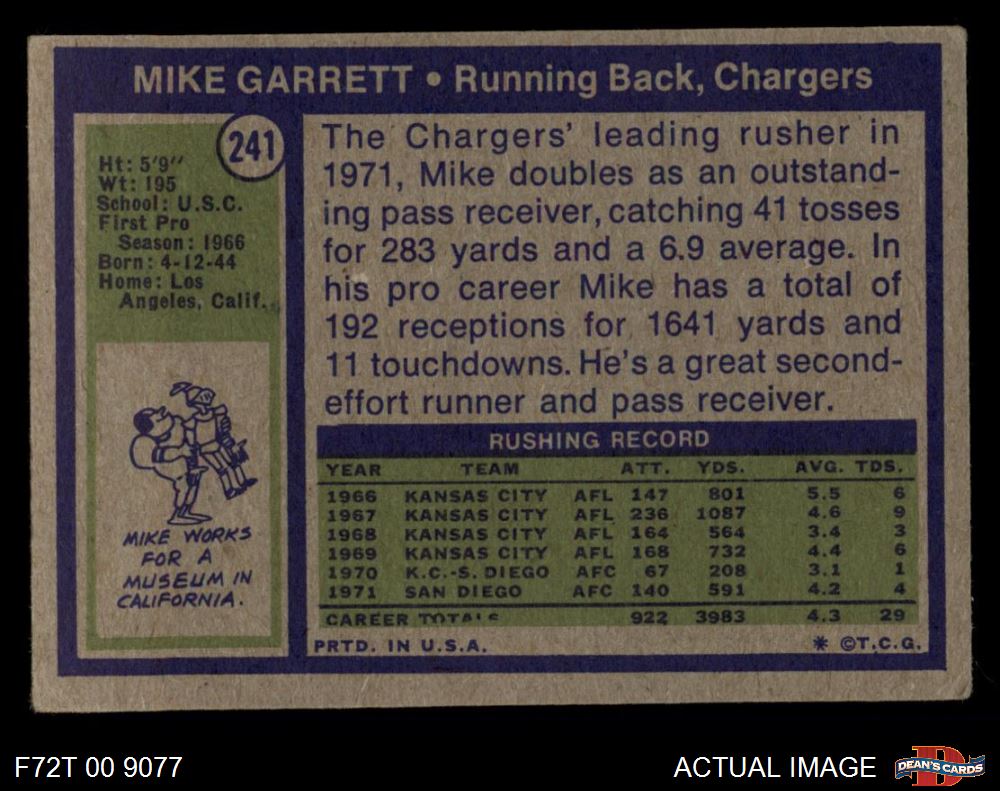 MIKE GARRETT • Running Back, Chargers
241
Ht: 5'9''
Wt: 195
School: U.S.C.
First Pro
Season: 1966
Born: 4-12-44
Home: Los
Angeles, Calif.
The Chargers' leading rusher in
1971, Mike doubles as an outstand-
ing pass receiver, catching 41 tosses
for 283 yards and a 6.9 average. In
his pro career Mike has a total of
192 receptions for 1641 yards and
11 touchdowns. He's a great second-
effort runner and pass receiver.
MIKE WORKS
FOR A
MUSEUM IN
CALIFORNIA.
RUSHING RECORD
YEAR TEAM ATT. YDS. AVG. TDS.
1966 KANSAS CITY AFL 147 801 5.5 6
1967 KANSAS CITY AFL 236 1087 4.6 9
1968 KANSAS CITY AFL 164 564 3.4 3
1969 KANSAS CITY AFL 168 732 4.4 6
1970 K.C.-S. DIEGO AFC 67 208 3.1 1
1971 SAN DIEGO AFC 140 591 4.2 4
CAREER TOTALS 922 3983 4.3 29
PRTD. IN U.S.A. * ©T.C.G.
F72T 00 9077
ACTUAL IMAGE
D
DEAN'S CARDS